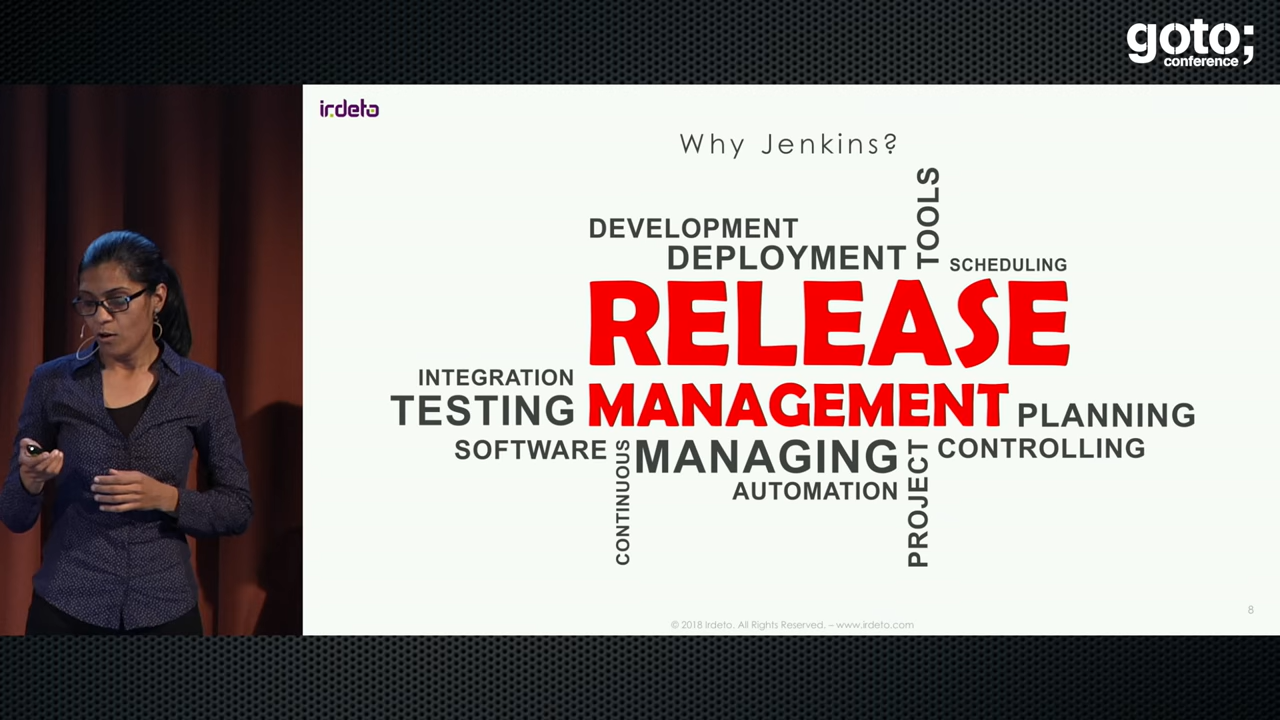 goto;
conference
irdeto
Why Jenkins?
TOOLS
DEVELOPMENT
DEPLOYMENT
SCHEDULING
RELEASE
INTEGRATION
TESTING
MANAGEMENT
PLANNING
SOFTWARE
CONTINUOUS
MANAGING
PROJECT
CONTROLLING
AUTOMATION
8
© 2018 Irdeto. All Rights Reserved. – www.irdeto.com